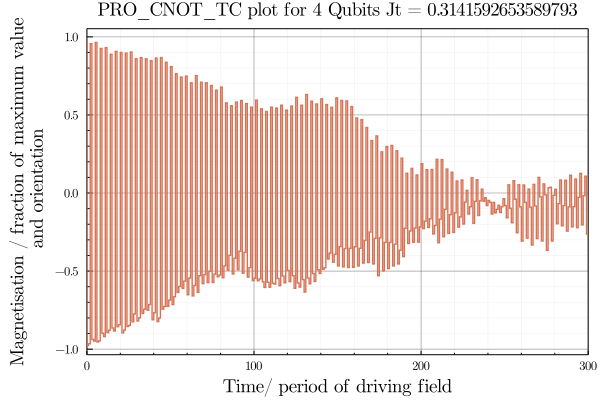 PRO_CNOT_TC plot for 4 Qubits Jt = 0.3141592653589793
Magnetisation / fraction of maximum value
and orientation
1.0
0.5
0.0
−0.5
−1.0
0
100
200
300
Time/ period of driving field